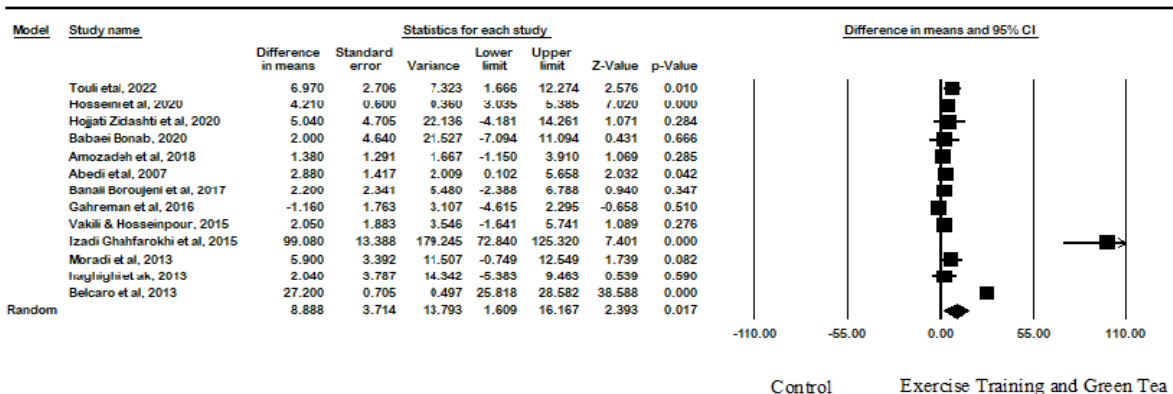 Model Study name Statistics for each study Difference in means and 95% CI
Difference in means Standard error Variance Lower limit Upper limit Z-Value p-Value
Touli etal, 2022 6.970 2.706 7.323 1.666 12.274 2.576 0.010
Hosseini et al, 2020 4.210 0.600 0.360 3.035 5.385 7.020 0.000
Hojjati Zidashti et al, 2020 5.040 4.705 22.136 -4.181 14.261 1.071 0.284
Babaei Bonab, 2020 2.000 4.640 21.527 -7.094 11.094 0.431 0.666
Amozadeh et al, 2018 1.380 1.291 1.667 -1.150 3.910 1.069 0.285
Abedi et al, 2007 2.880 1.417 2.009 0.102 5.658 2.032 0.042
Banaii Boroujeni et al, 2017 2.200 2.341 5.480 -2.388 6.788 0.940 0.347
Gahreman et al, 2016 -1.160 1.763 3.107 -4.615 2.295 -0.658 0.510
Vakili & Hosseinpour, 2015 2.050 1.883 3.546 -1.641 5.741 1.089 0.276
Izadi Ghahfarokhi et al, 2015 99.080 13.388 179.245 72.840 125.320 7.401 0.000
Moradi et al, 2013 5.900 3.392 11.507 -0.749 12.549 1.739 0.082
haghighi et ak, 2013 2.040 3.787 14.342 -5.383 9.463 0.539 0.590
Belcaro et al, 2013 27.200 0.705 0.497 25.818 28.582 38.588 0.000
Random 8.888 3.714 13.793 1.609 16.167 2.393 0.017
-110.00 -55.00 0.00 55.00 110.00
Control Exercise Training and Green Tea